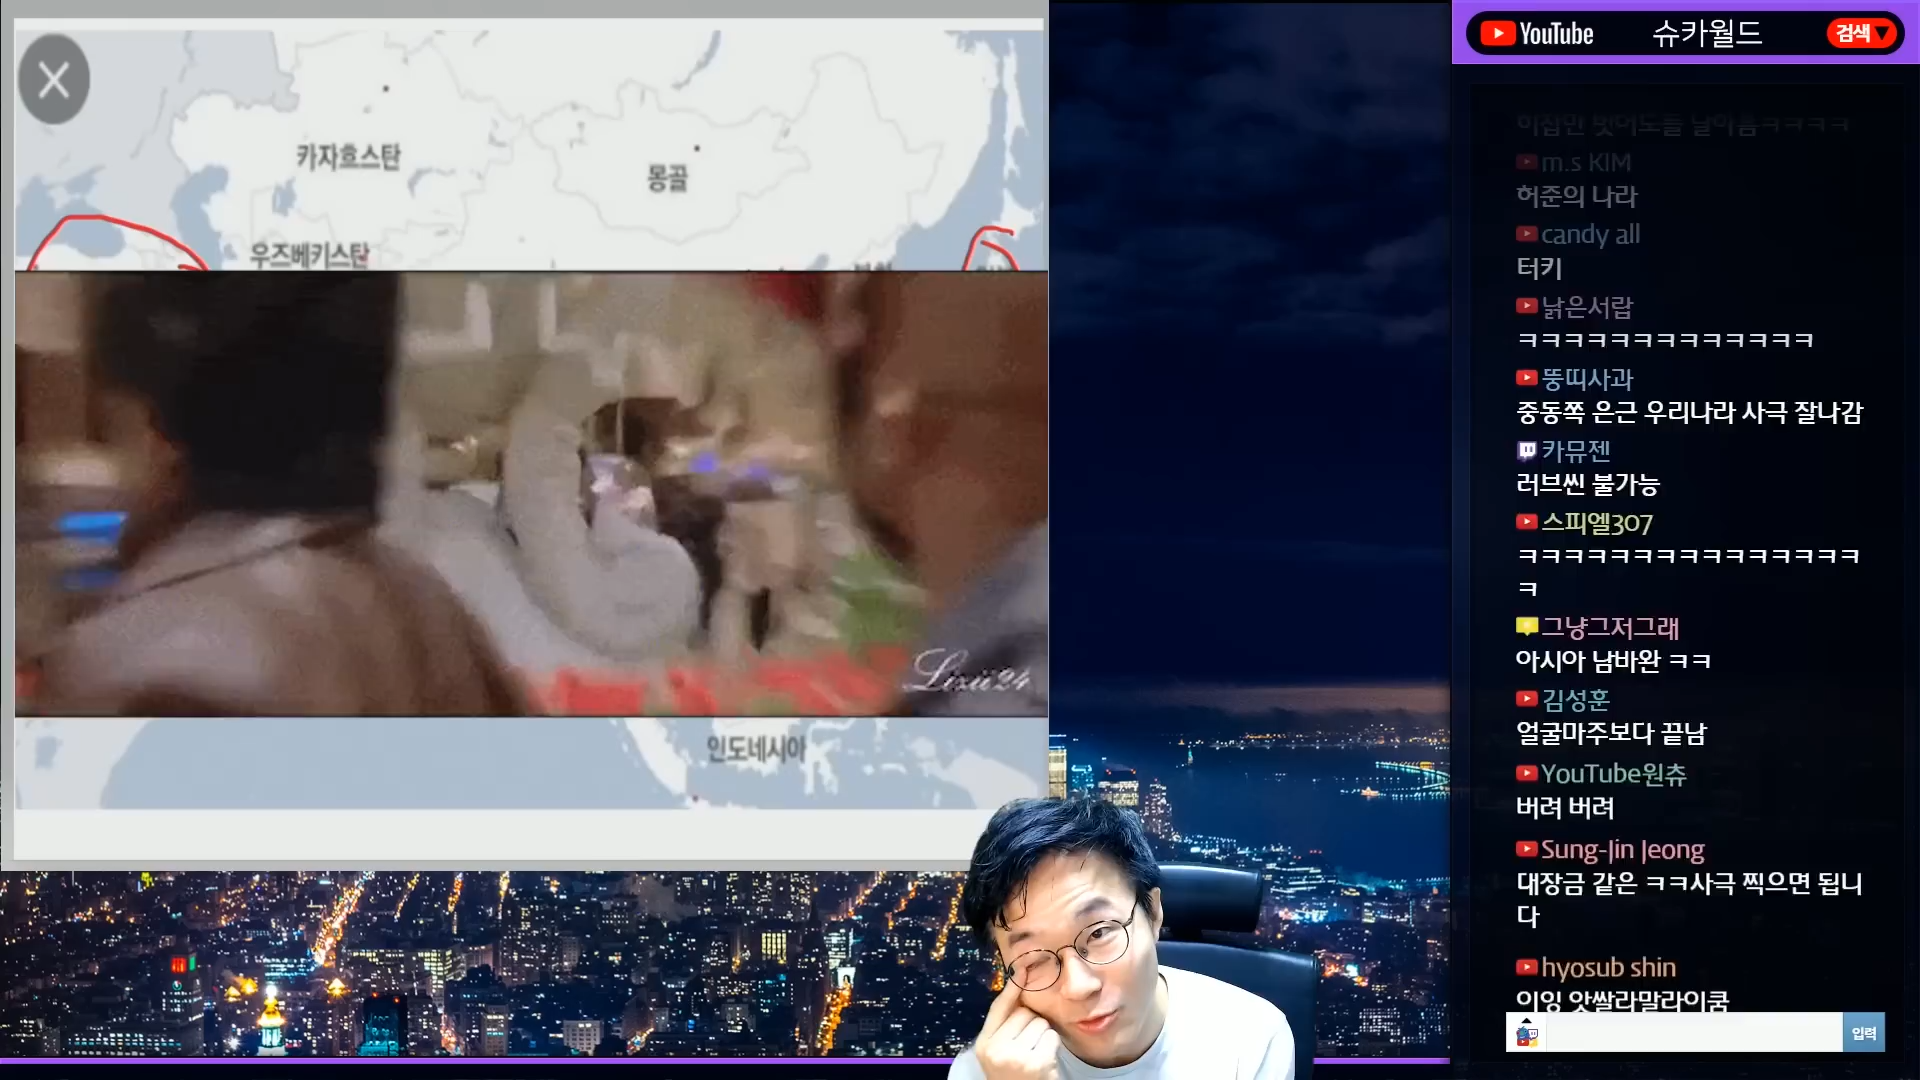 카자흐스탄
몽골
우즈베키스탄
Lixii24
인도네시아
YouTube
슈카월드
검색▼
m.s KIM
허준의 나라
candy all
터키
낡은서랍
ㅋㅋㅋㅋㅋㅋㅋㅋㅋㅋㅋㅋㅋ
뚱띠사과
중동쪽 은근 우리나라 사극 잘나감
카뮤젠
러브씬 불가능
스피엘307
ㅋㅋㅋㅋㅋㅋㅋㅋㅋㅋㅋㅋㅋㅋㅋ
ㅋ
그냥그저그래
아시아 남바완 ㅋㅋ
김성훈
얼굴마주보다 끝남
YouTube원츄
버려 버려
Sung-Jin Jeong
대장금 같은 ㅋㅋ사극 찍으면 됩니
다
hyosub shin
이잉 앗쌀라말라이쿰
입력